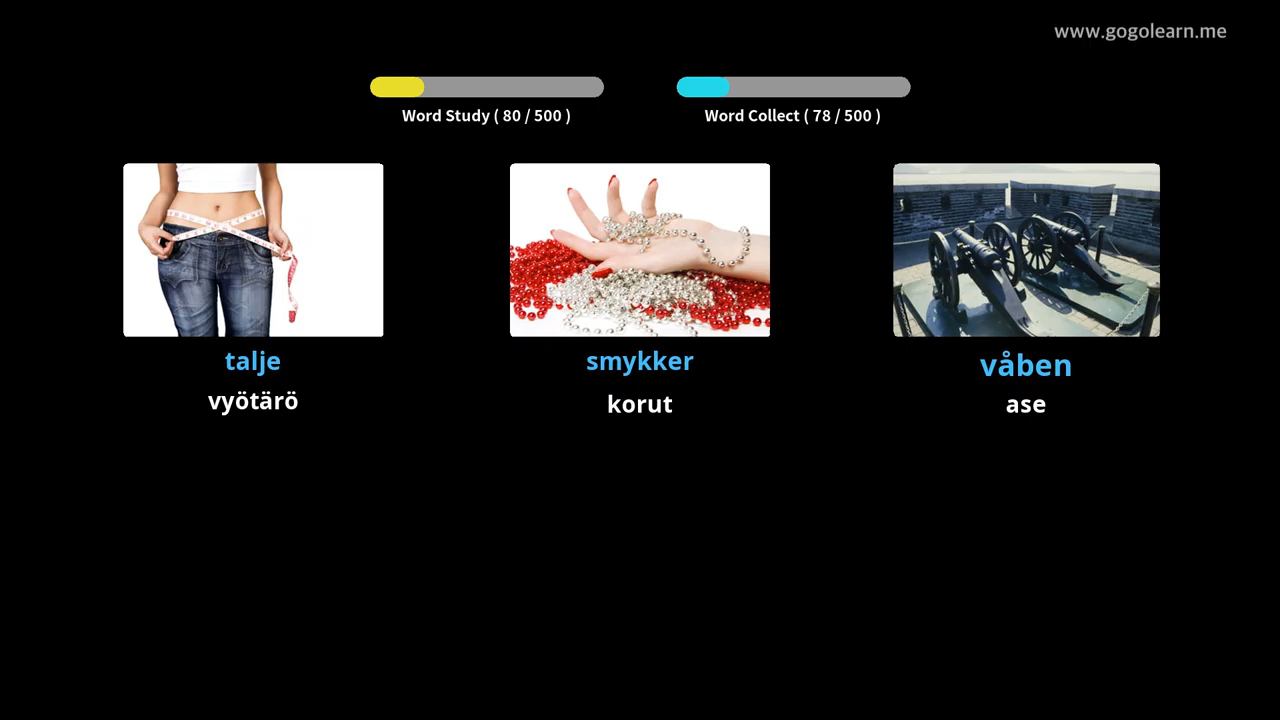 www.gogolearn.me
Word Study ( 80 / 500 )
Word Collect ( 78 / 500 )
talje
smykker
våben
vyötärö
korut
ase